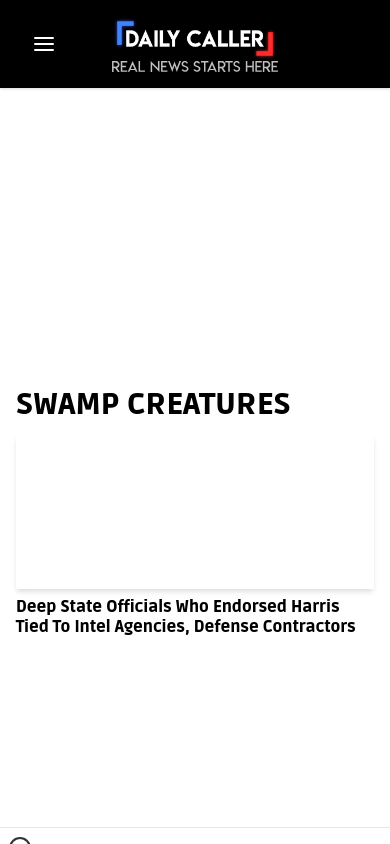 DAILY CALLER
REAL NEWS STARTS HERE
SWAMP CREATURES
Deep State Officials Who Endorsed Harris
Tied To Intel Agencies, Defense Contractors